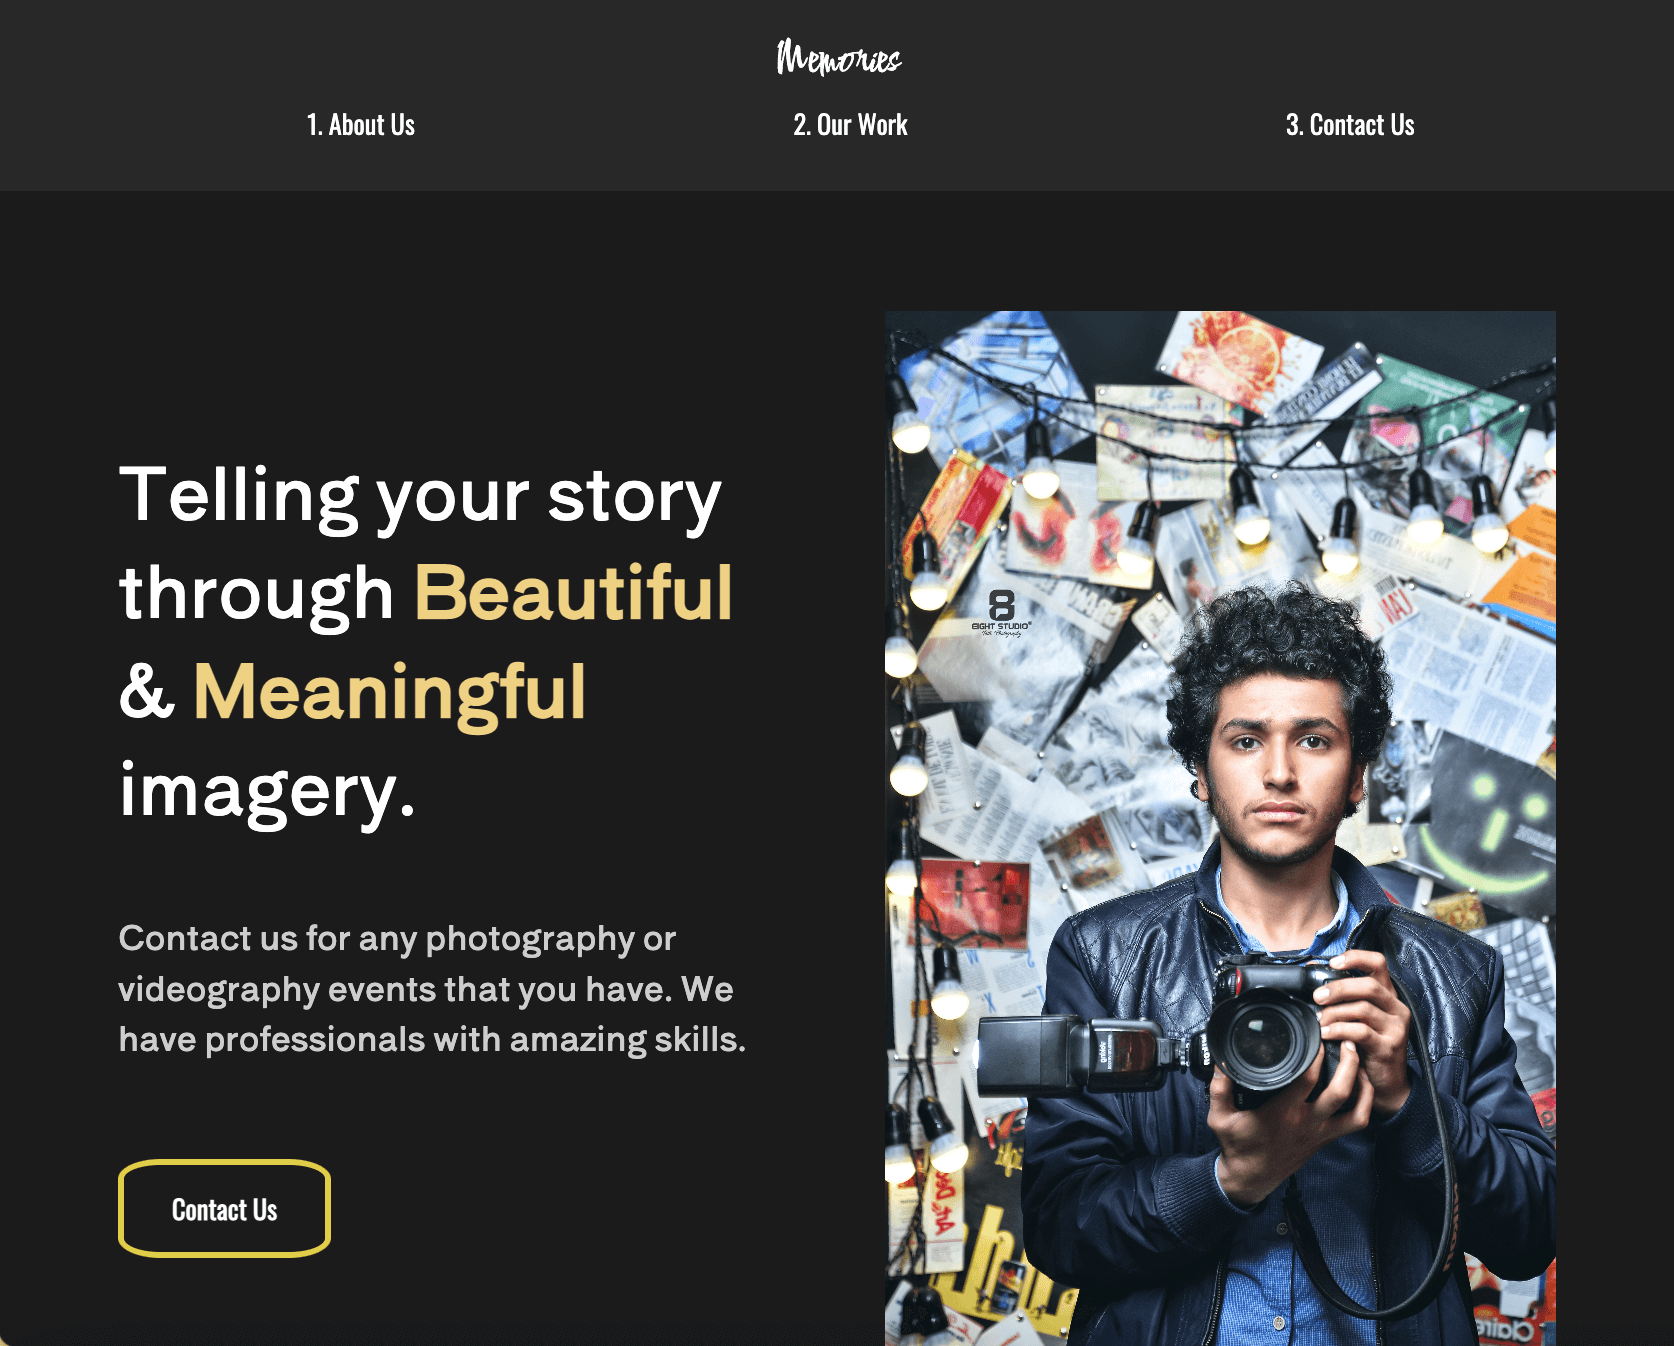 Memories
1. About Us
2. Our Work
3. Contact Us
Telling your story
through Beautiful
& Meaningful
imagery.
Contact us for any photography or
videography events that you have. We
have professionals with amazing skills.
Contact Us
8
EIGHT STUDIO